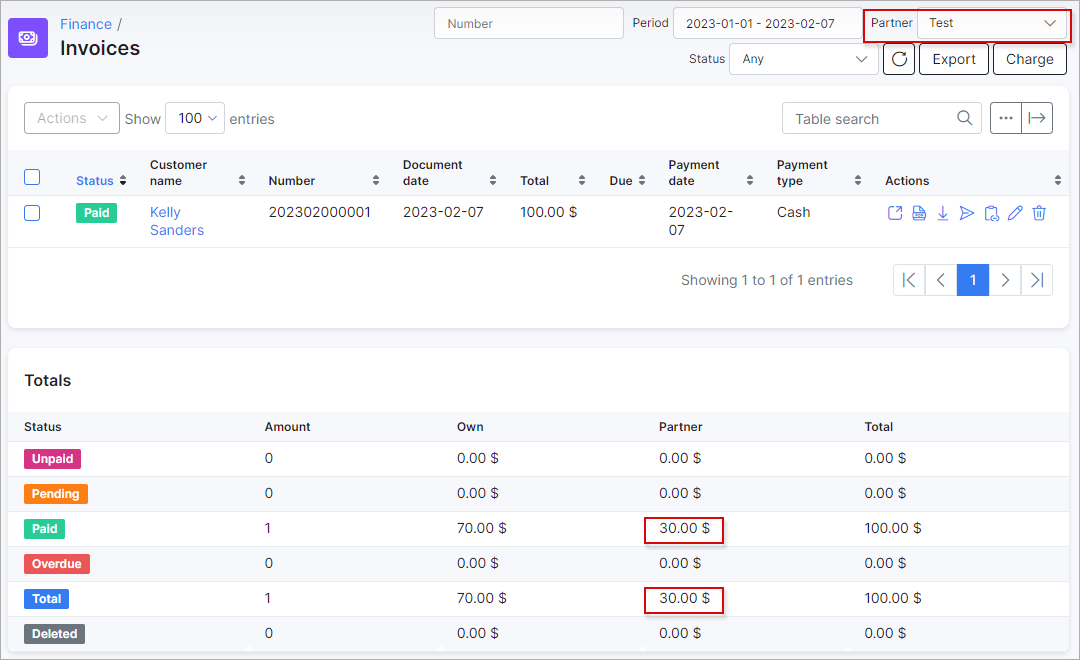 Finance /
Invoices
Number
Period 2023-01-01 - 2023-02-07
Partner Test
Status Any
Export
Charge
Actions Show 100 entries
Table search
Status
Customer name
Number
Document date
Total
Due
Payment date
Payment type
Actions
Paid
Kelly Sanders
202302000001
2023-02-07
100.00 $
2023-02-
07
Cash
PDF
Showing 1 to 1 of 1 entries
1
Totals
Status Amount Own Partner Total
Unpaid 0 0.00 $ 0.00 $ 0.00 $
Pending 0 0.00 $ 0.00 $ 0.00 $
Paid 1 70.00 $ 30.00 $ 100.00 $
Overdue 0 0.00 $ 0.00 $ 0.00 $
Total 1 70.00 $ 30.00 $ 100.00 $
Deleted 0 0.00 $ 0.00 $ 0.00 $